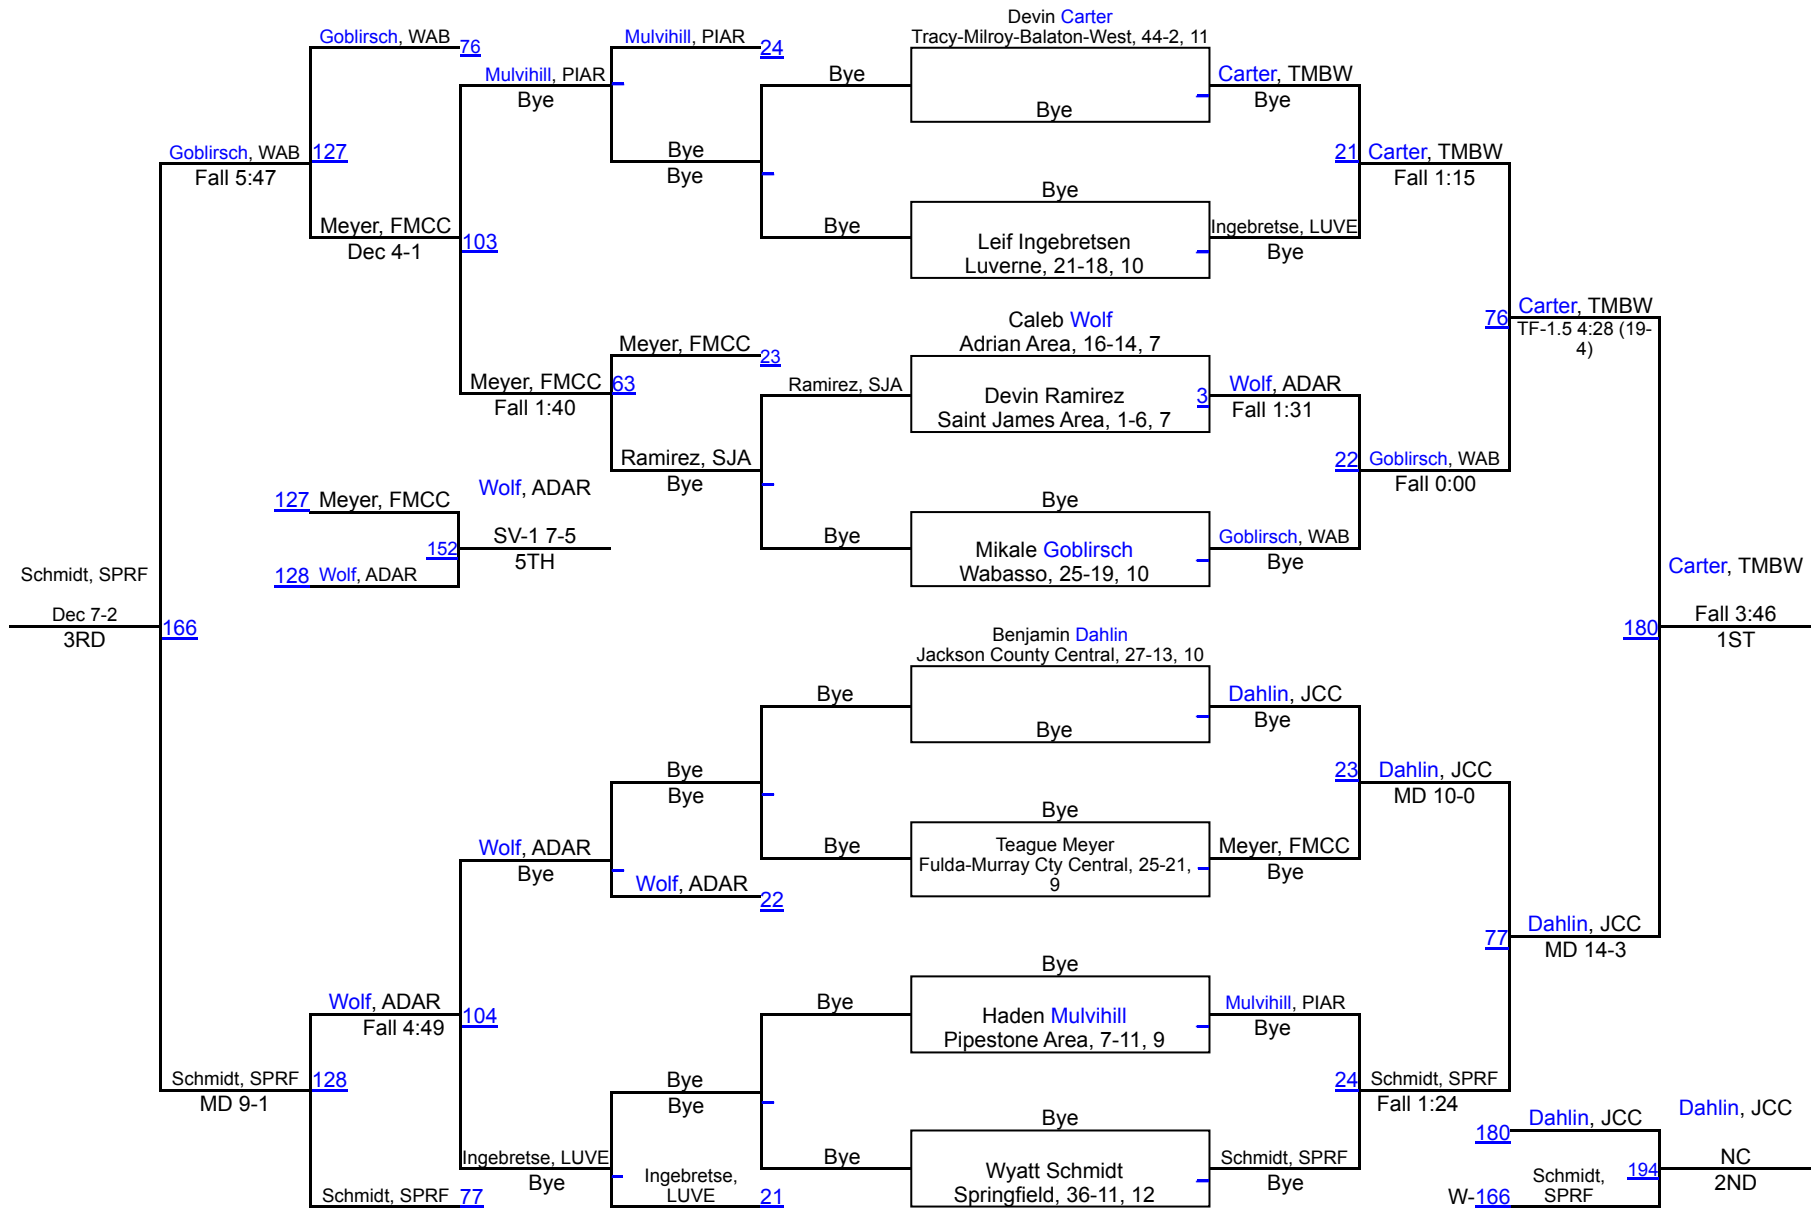 Devin Carter
Tracy-Milroy-Balaton-West, 44-2, 11
Goblirsch, WAB
76
Mulvihill, PIAR
24
Mulvihill, PIAR
Bye
Bye
Carter, TMBW
Bye
Bye
Goblirsch, WAB
127
Fall 5:47
Bye
Bye
21
Carter, TMBW
Fall 1:15
Bye
Meyer, FMCC
Dec 4-1
103
Bye
Leif Ingebretsen
Luverne, 21-18, 10
Ingebretse, LUVE
Bye
Caleb Wolf
Adrian Area, 16-14, 7
76
Carter, TMBW
TF-1.5 4:28 (19-
4)
Meyer, FMCC
23
Meyer, FMCC
63
Fall 1:40
Ramirez, SJA
Devin Ramirez
Saint James Area, 1-6, 7
3
Wolf, ADAR
Fall 1:31
Ramirez, SJA
Bye
22
Goblirsch, WAB
Fall 0:00
127
Meyer, FMCC
Wolf, ADAR
Bye
SV-1 7-5
5TH
152
128
Wolf, ADAR
Bye
Mikale Goblirsch
Wabasso, 25-19, 10
Goblirsch, WAB
Bye
Schmidt, SPRF
Dec 7-2
3RD
166
Carter, TMBW
180
Fall 3:46
1ST
Benjamin Dahlin
Jackson County Central, 27-13, 10
Bye
Bye
Dahlin, JCC
Bye
Bye
Bye
23
Dahlin, JCC
MD 10-0
Bye
Wolf, ADAR
Bye
Bye
Teague Meyer
Fulda-Murray Cty Central, 25-21,
9
Meyer, FMCC
Bye
Wolf, ADAR
22
77
Dahlin, JCC
MD 14-3
Bye
Wolf, ADAR
Fall 4:49
104
Bye
Haden Mulvihill
Pipestone Area, 7-11, 9
Mulvihill, PIAR
Bye
Schmidt, SPRF
128
MD 9-1
Bye
Bye
24
Schmidt, SPRF
Fall 1:24
Bye
180
Dahlin, JCC
Dahlin, JCC
Ingebretse, LUVE
Bye
Bye
Wyatt Schmidt
Springfield, 36-11, 12
Schmidt, SPRF
Bye
194
NC
2ND
Schmidt, SPRF
77
Ingebretse,
LUVE
21
W-166
Schmidt,
SPRF